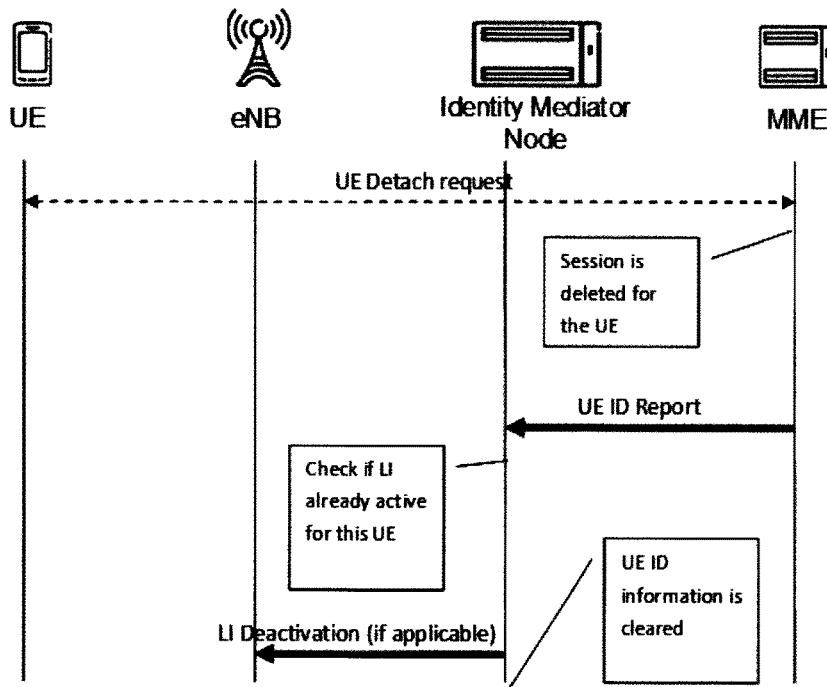 UE
eNB
Identity Mediator
Node
MME
UE Detach request
Session is
deleted for
the UE
UE ID Report
Check if LI
already active
for this UE
UE ID
information is
cleared
LI Deactivation (if applicable)